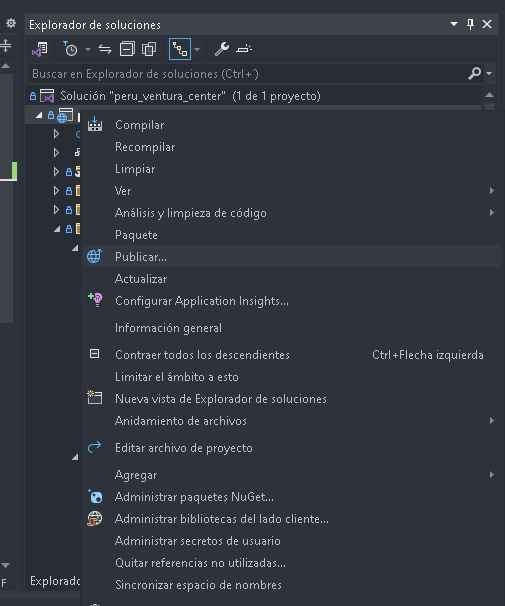 Explorador de soluciones
Buscar en Explorador de soluciones (Ctrl+´)
Solución "peru_ventura_center" (1 de 1 proyecto)
Compilar
Recompilar
Limpiar
Ver
Análisis y limpieza de código
Paquete
Publicar...
Actualizar
Configurar Application Insights...
Información general
Contraer todos los descendientes Ctrl+Flecha izquierda
Limitar el ámbito a esto
Nueva vista de Explorador de soluciones
Anidamiento de archivos
Editar archivo de proyecto
Agregar
Administrar paquetes NuGet...
Administrar bibliotecas del lado cliente...
Administrar secretos de usuario
Quitar referencias no utilizadas...
F Explorado
Sincronizar espacio de nombres